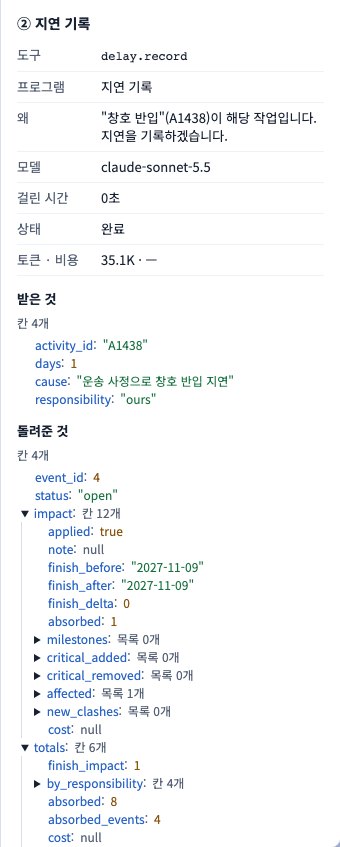 ② 지연 기록
도구 delay.record
프로그램 지연 기록
왜 "창호 반입"(A1438)이 해당 작업입니다.
지연을 기록하겠습니다.
모델 claude-sonnet-5.5
걸린 시간 0초
상태 완료
토큰 · 비용 35.1K · —
받은 것
칸 4개
activity_id: "A1438"
days: 1
cause: "운송 사정으로 창호 반입 지연"
responsibility: "ours"
돌려준 것
칸 4개
event_id: 4
status: "open"
▼ impact: 칸 12개
applied: true
note: null
finish_before: "2027-11-09"
finish_after: "2027-11-09"
finish_delta: 0
absorbed: 1
▶ milestones: 목록 0개
▶ critical_added: 목록 0개
▶ critical_removed: 목록 0개
▶ affected: 목록 1개
▶ new_clashes: 목록 0개
cost: null
▼ totals: 칸 6개
finish_impact: 1
▶ by_responsibility: 칸 4개
absorbed: 8
absorbed_events: 4
cost: null